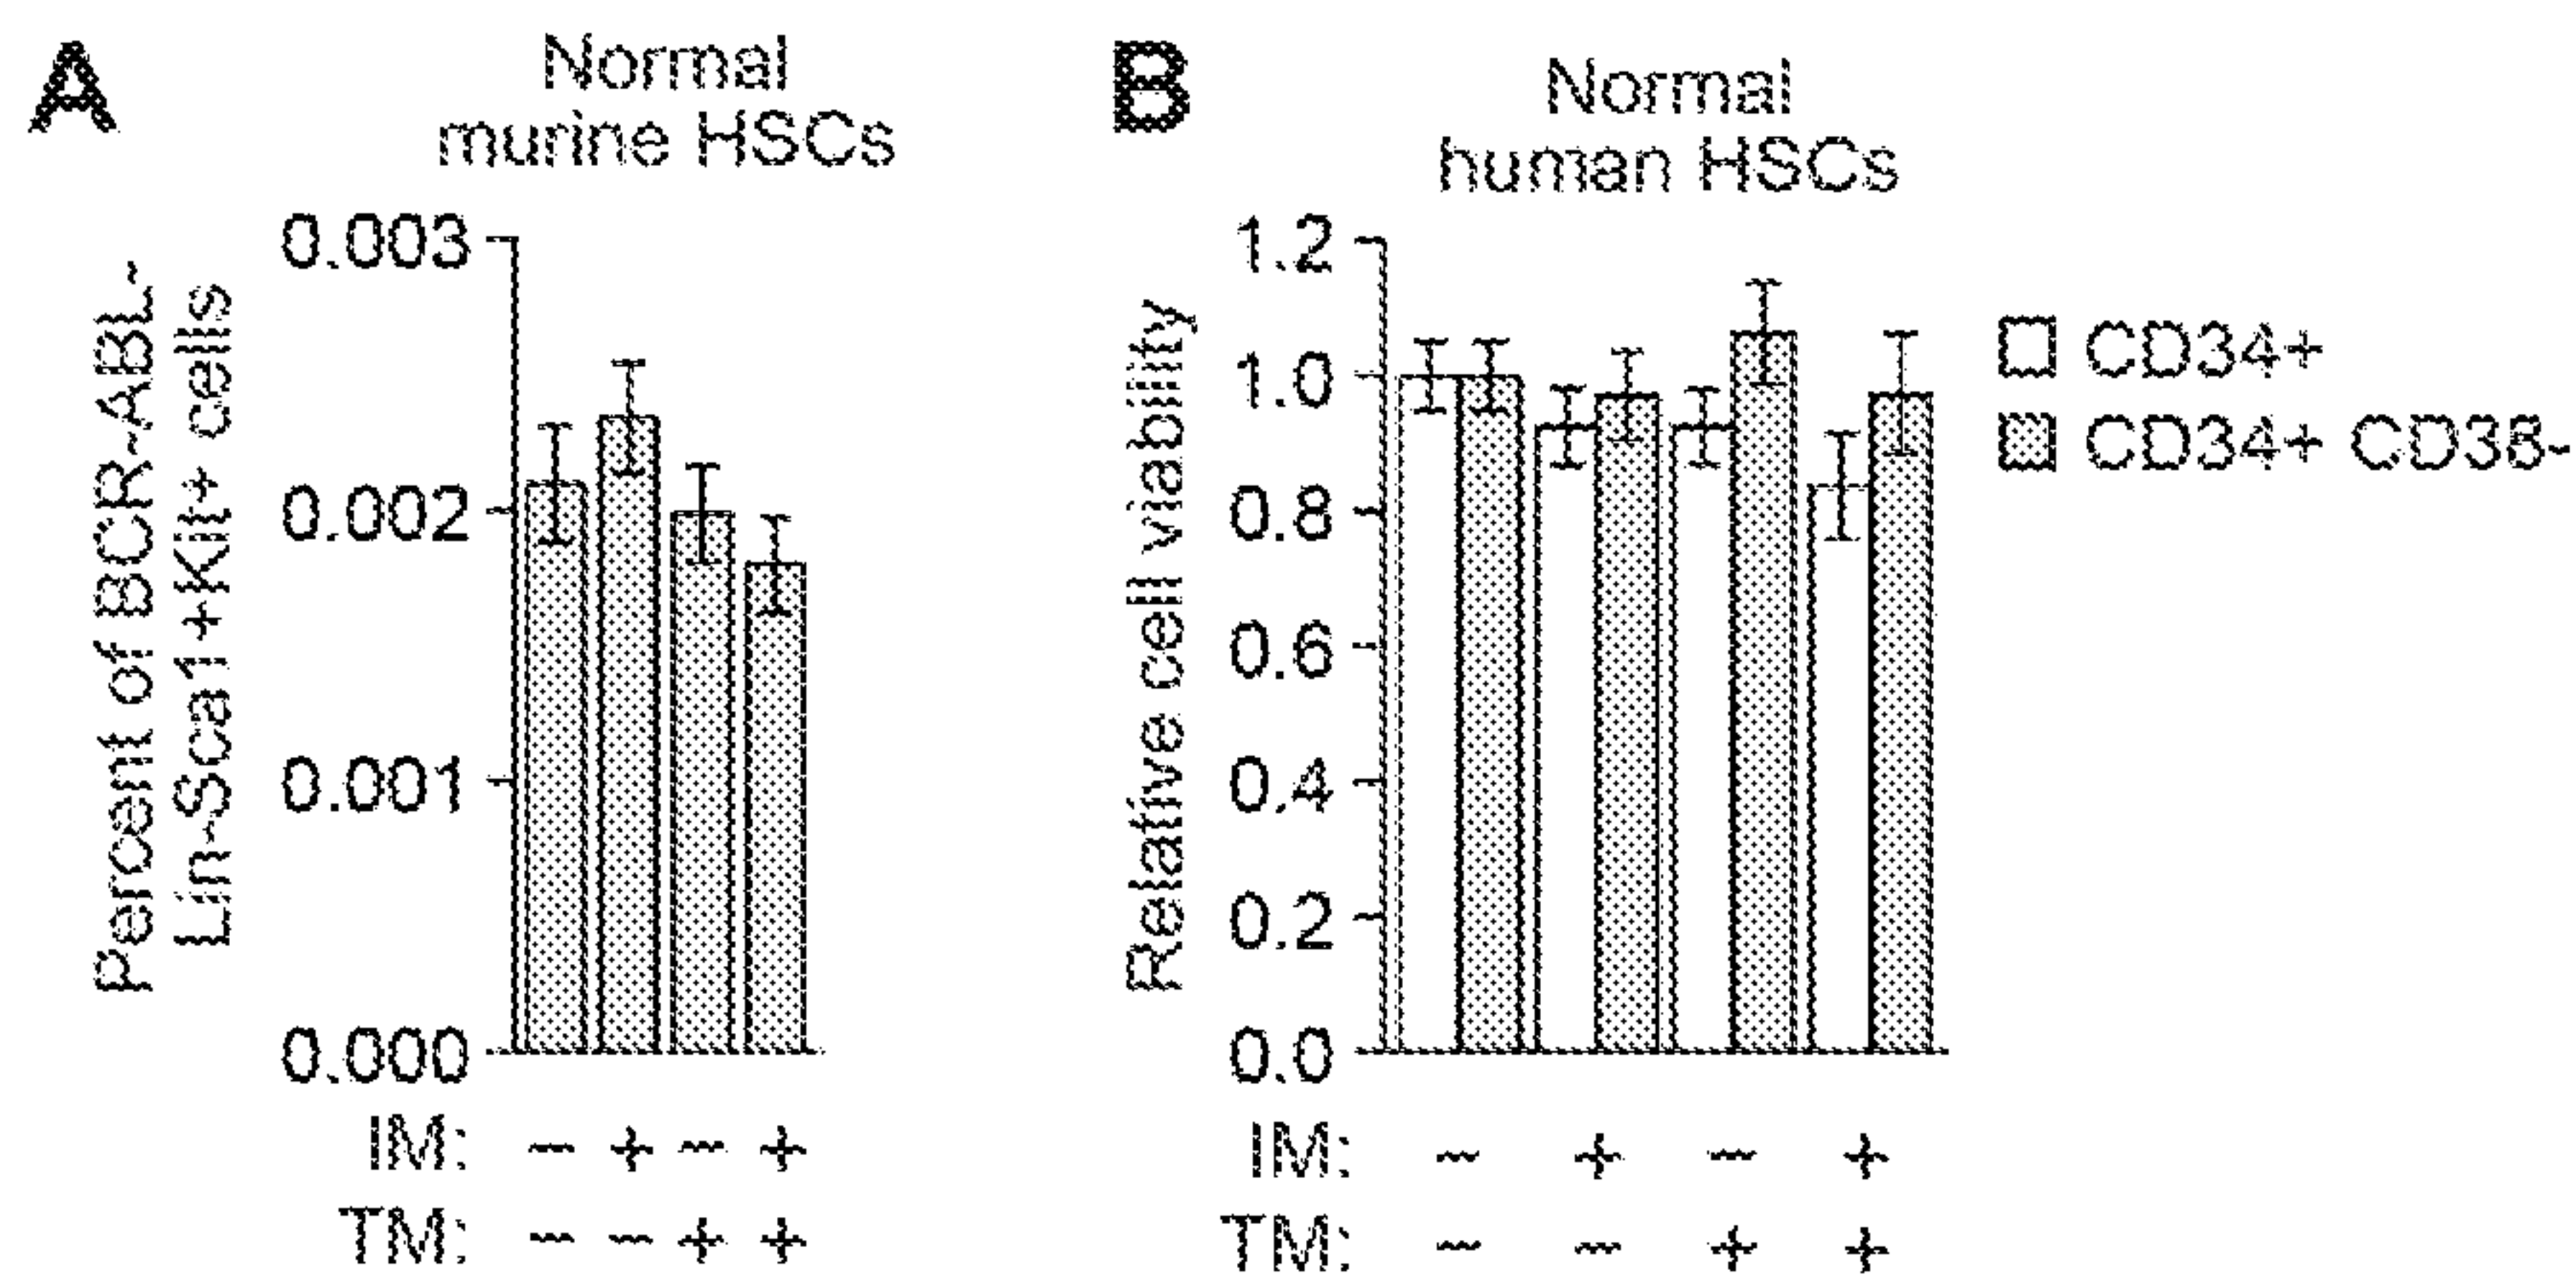 A
Normal
murine HSCs
Percent of BCR-ABL-
Lin-Sca1+Kit+ cells
0.003
0.002
0.001
0.000
IM: − + − +
TM: − − + +
B
Normal
human HSCs
Relative cell viability
1.2
1.0
0.8
0.6
0.4
0.2
0.0
IM: − + − +
TM: − − + +
CD34+
CD34+ CD38-